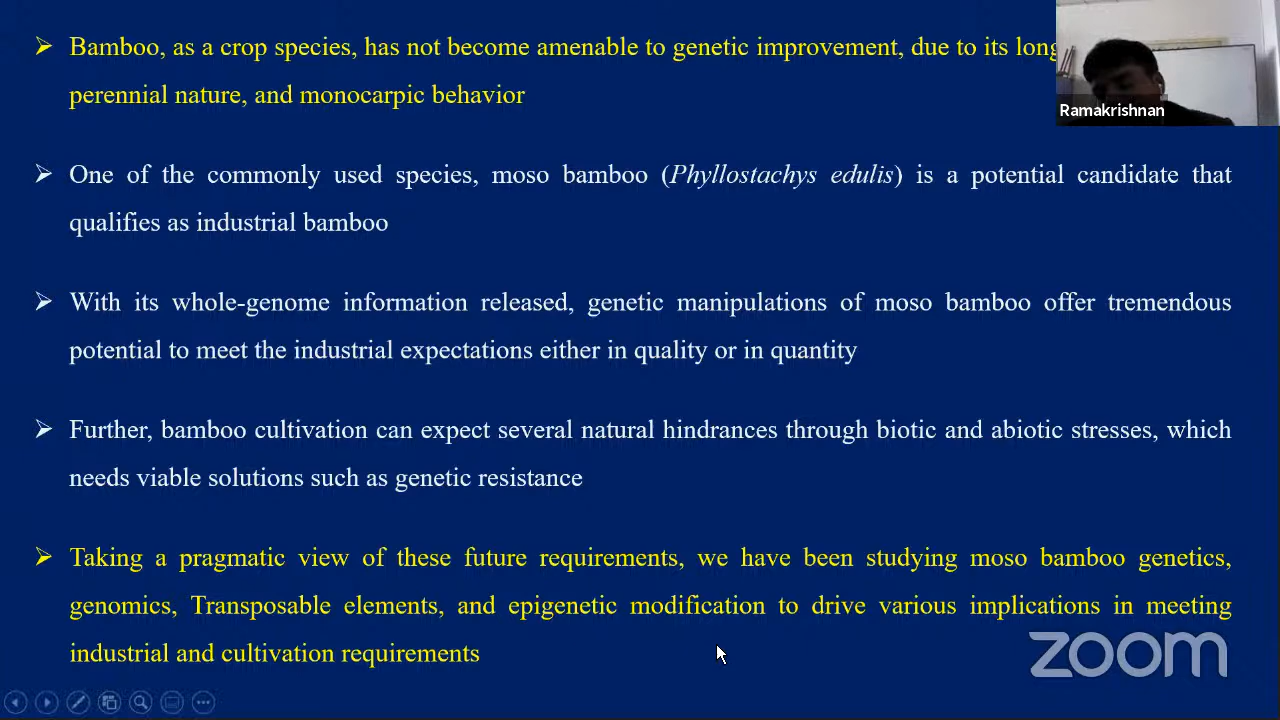 Bamboo, as a crop species, has not become amenable to genetic improvement, due to its long
perennial nature, and monocarpic behavior
Ramakrishnan
One of the commonly used species, moso bamboo (Phyllostachys edulis) is a potential candidate that
qualifies as industrial bamboo
With its whole-genome information released, genetic manipulations of moso bamboo offer tremendous
potential to meet the industrial expectations either in quality or in quantity
Further, bamboo cultivation can expect several natural hindrances through biotic and abiotic stresses, which
needs viable solutions such as genetic resistance
Taking a pragmatic view of these future requirements, we have been studying moso bamboo genetics,
genomics, Transposable elements, and epigenetic modification to drive various implications in meeting
industrial and cultivation requirements
zoom